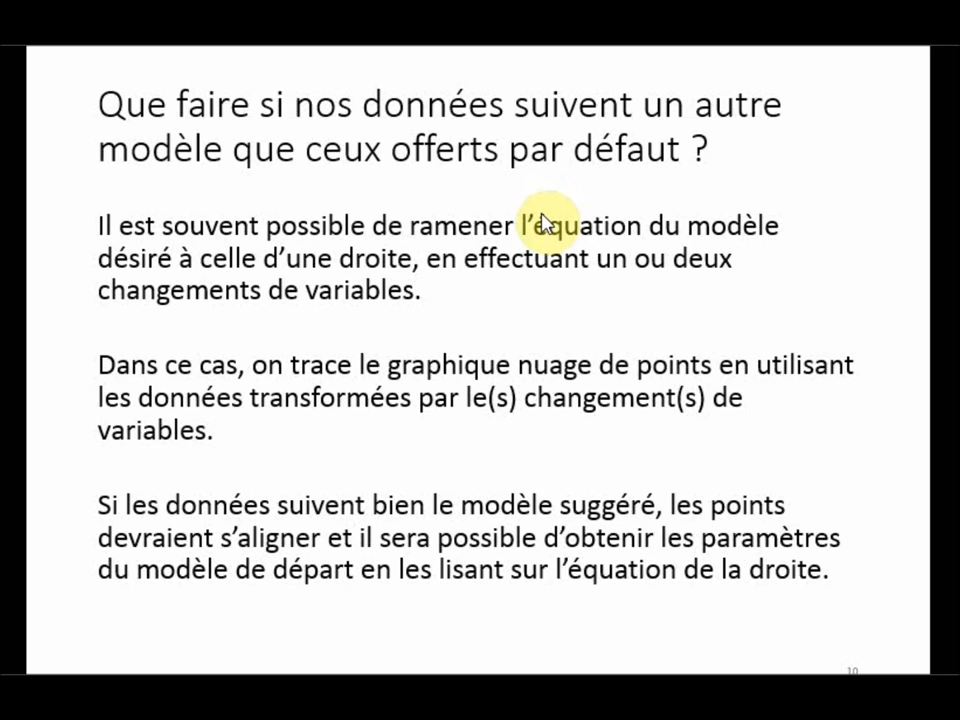 Que faire si nos données suivent un autre
modèle que ceux offerts par défaut ?
Il est souvent possible de ramener l'équation du modèle
désiré à celle d'une droite, en effectuant un ou deux
changements de variables.
Dans ce cas, on trace le graphique nuage de points en utilisant
les données transformées par le(s) changement(s) de
variables.
Si les données suivent bien le modèle suggéré, les points
devraient s'aligner et il sera possible d'obtenir les paramètres
du modèle de départ en les lisant sur l'équation de la droite.
10